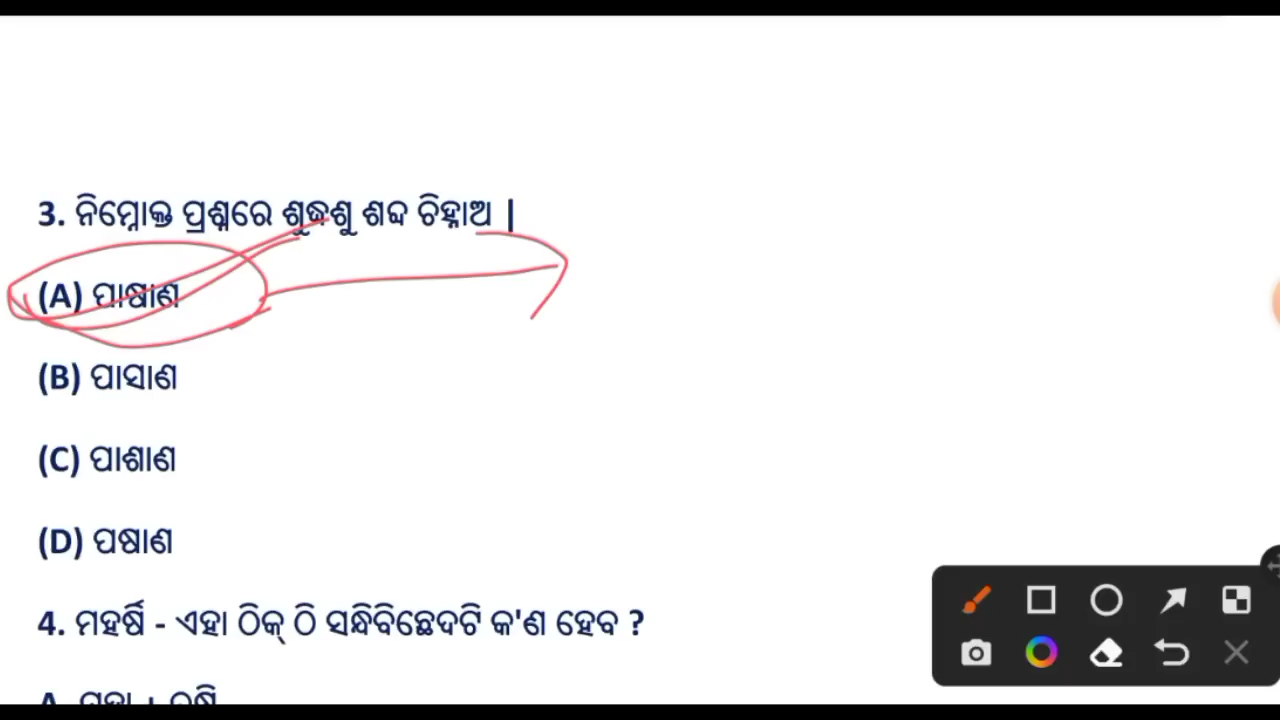 3. ନିମ୍ନୋକ୍ତ ପ୍ରଶ୍ନରେ ଶୁଦ୍ଧଶୁ ଶବ୍ଦ ଚିହ୍ନାଅ |
(A) ପାଷାଣ
(B) ପାସାଣ
(C) ପାଶାଣ
(D) ପଷାଣ
4. ମହର୍ଷି - ଏହା ଠିକ୍ ଠି ସନ୍ଧିବିଛେଦଟି କ'ଣ ହେବ ?